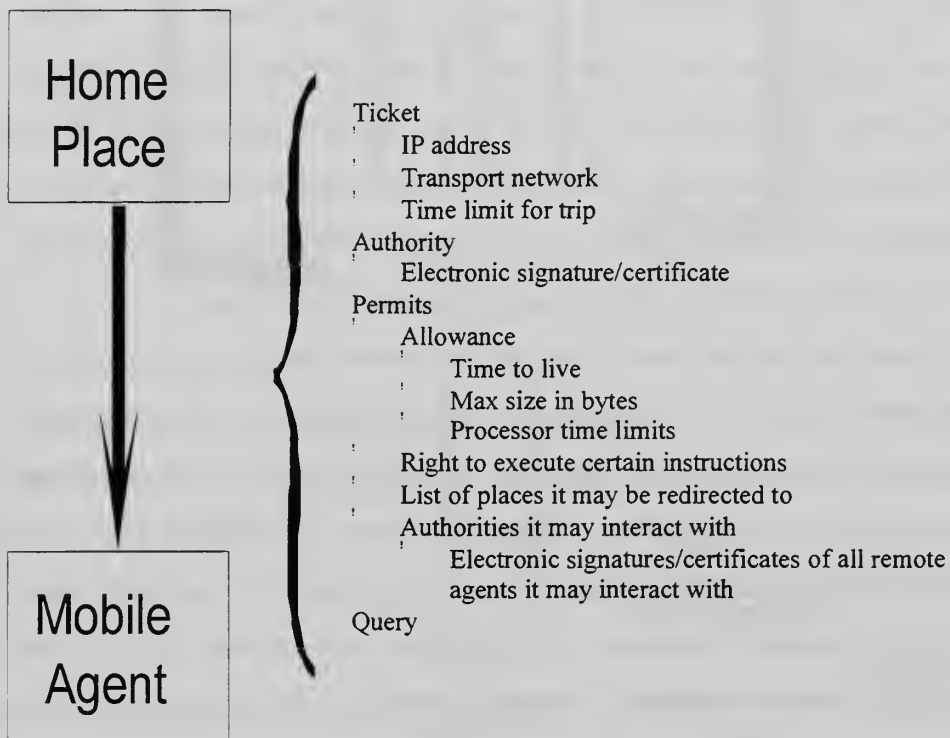 Home
Place
Ticket
IP address
Transport network
Time limit for trip
Authority
Electronic signature/certificate
Permits
Allowance
Time to live
Max size in bytes
Processor time limits
Right to execute certain instructions
List of places it may be redirected to
Authorities it may interact with
Electronic signatures/certificates of all remote
agents it may interact with
Query
Mobile
Agent